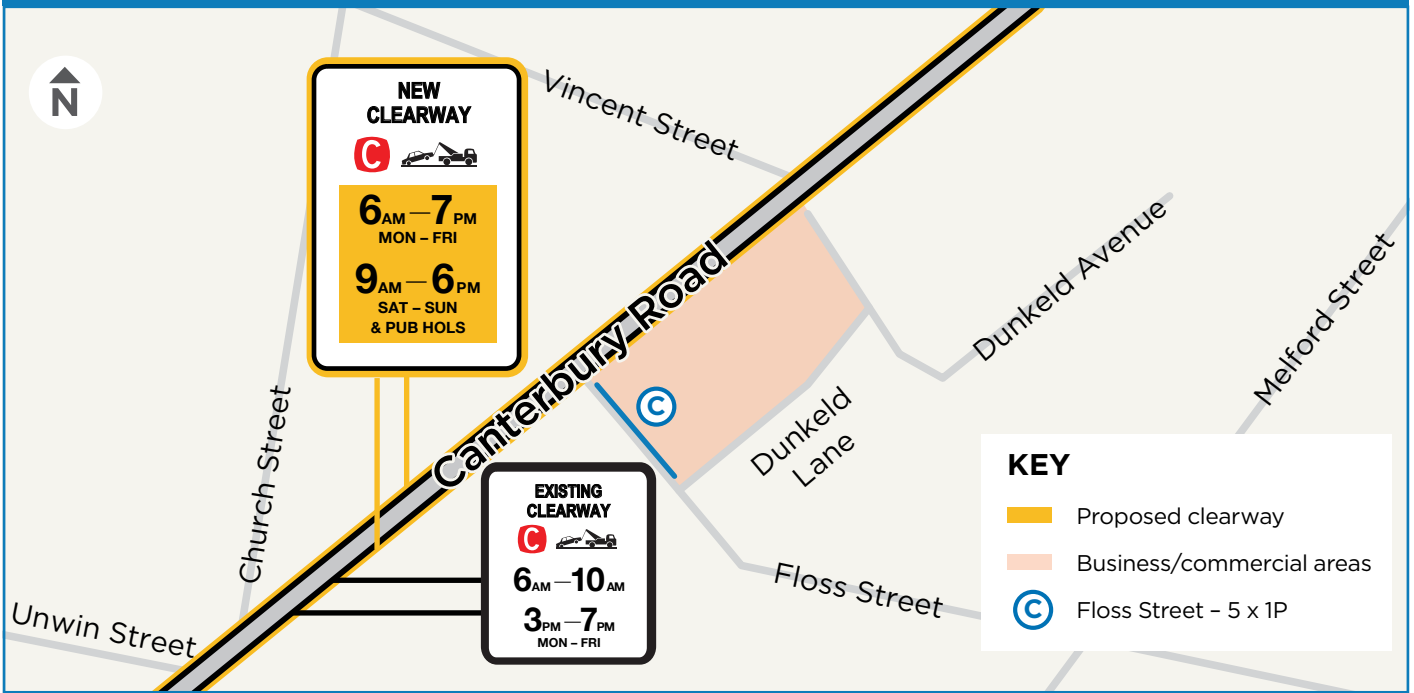 N
NEW
CLEARWAY
C
6AM—7PM
MON – FRI
9AM—6PM
SAT – SUN
& PUB HOLS
Vincent Street
Canterbury Road
Dunkeld Avenue
Melford Street
Church Street
C
Dunkeld
Lane
EXISTING
CLEARWAY
C
6AM—10AM
3PM—7PM
MON – FRI
Floss Street
Unwin Street
KEY
Proposed clearway
Business/commercial areas
C Floss Street – 5 x 1P